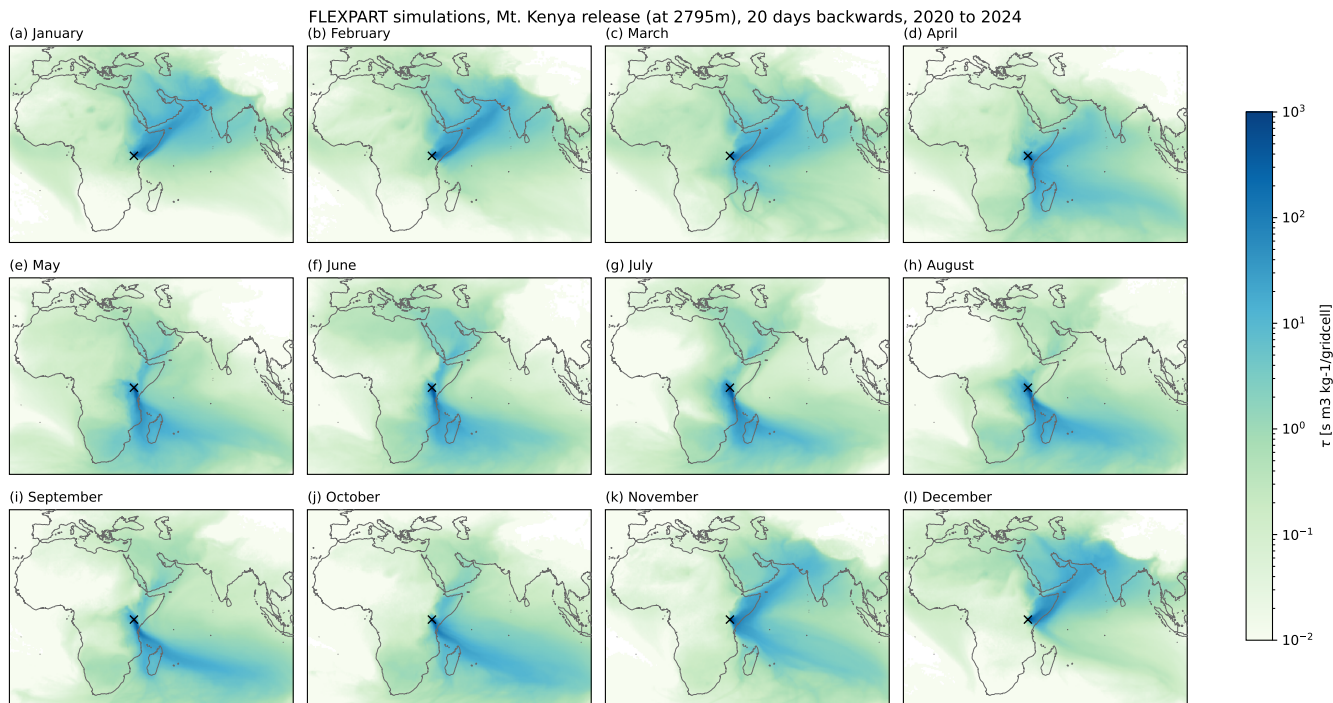 FLEXPART simulations, Mt. Kenya release (at 2795m), 20 days backwards, 2020 to 2024
(a) January
(b) February
(c) March
(d) April
(e) May
(f) June
(g) July
(h) August
(i) September
(j) October
(k) November
(l) December
10³
10²
10¹
10⁰
10⁻¹
10⁻²
τ [s m3 kg-1/gridcell]